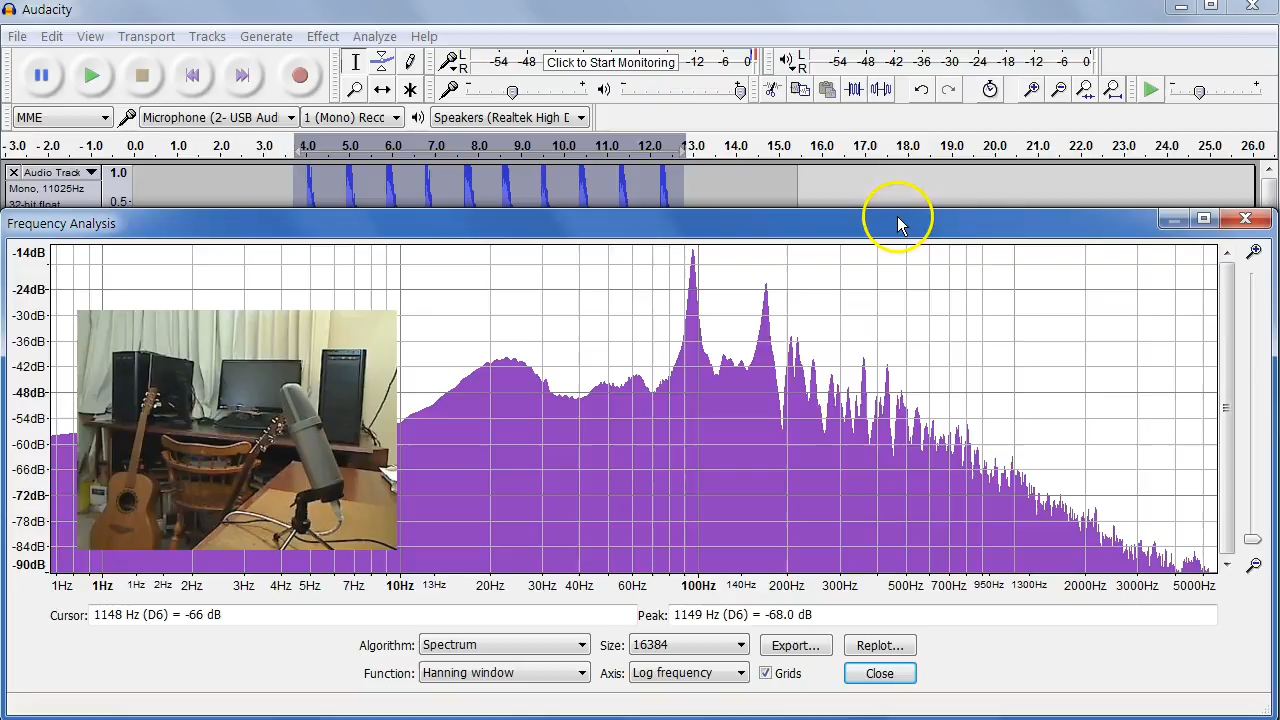 Audacity
File Edit View Transport Tracks Generate Effect Analyze Help
L R -54 -48 Click to Start Monitoring -12 -6 0 L R -54 -48 -42 -36 -30 -24 -18 -12 -6 0
MME Microphone (2- USB Aud 1 (Mono) Recc Speakers (Realtek High D
-3.0 -2.0 -1.0 0.0 1.0 2.0 3.0 4.0 5.0 6.0 7.0 8.0 9.0 10.0 11.0 12.0 13.0 14.0 15.0 16.0 17.0 18.0 19.0 20.0 21.0 22.0 23.0 24.0 25.0 26.0
Audio Track 1.0
Mono, 11025Hz
32-bit float 0.5
Frequency Analysis
-14dB
-24dB
-30dB
-36dB
-42dB
-48dB
-54dB
-60dB
-66dB
-72dB
-78dB
-84dB
-90dB
1Hz 1Hz 1Hz 2Hz 2Hz 3Hz 4Hz 5Hz 7Hz 10Hz 13Hz 20Hz 30Hz 40Hz 60Hz 100Hz 140Hz 200Hz 300Hz 500Hz 700Hz 950Hz 1300Hz 2000Hz 3000Hz 5000Hz
Cursor: 1148 Hz (D6) = -66 dB Peak: 1149 Hz (D6) = -68.0 dB
Algorithm: Spectrum Size: 16384 Export... Replot...
Function: Hanning window Axis: Log frequency Grids Close